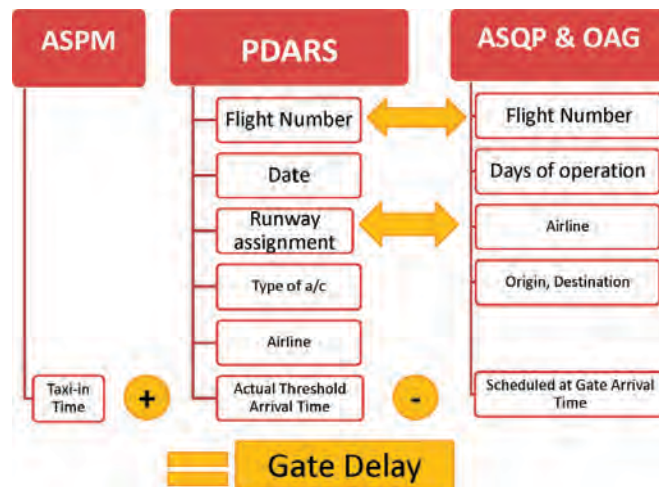 ASPM
PDARS
ASQP & OAG
Flight Number
Flight Number
Date
Days of operation
Runway
assignment
Airline
Type of a/c
Origin, Destination
Airline
Taxi-in
Time
+
Actual Threshold
Arrival Time
-
Scheduled at Gate Arrival
Time
= Gate Delay